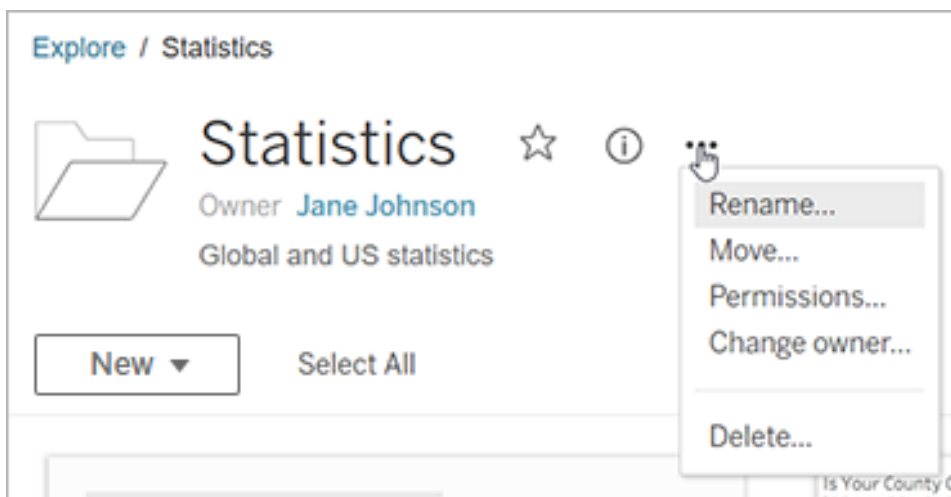 Explore / Statistics
Statistics
Owner Jane Johnson
Global and US statistics
Rename...
Move...
Permissions...
Change owner...
Delete...
New
Select All
Is Your County